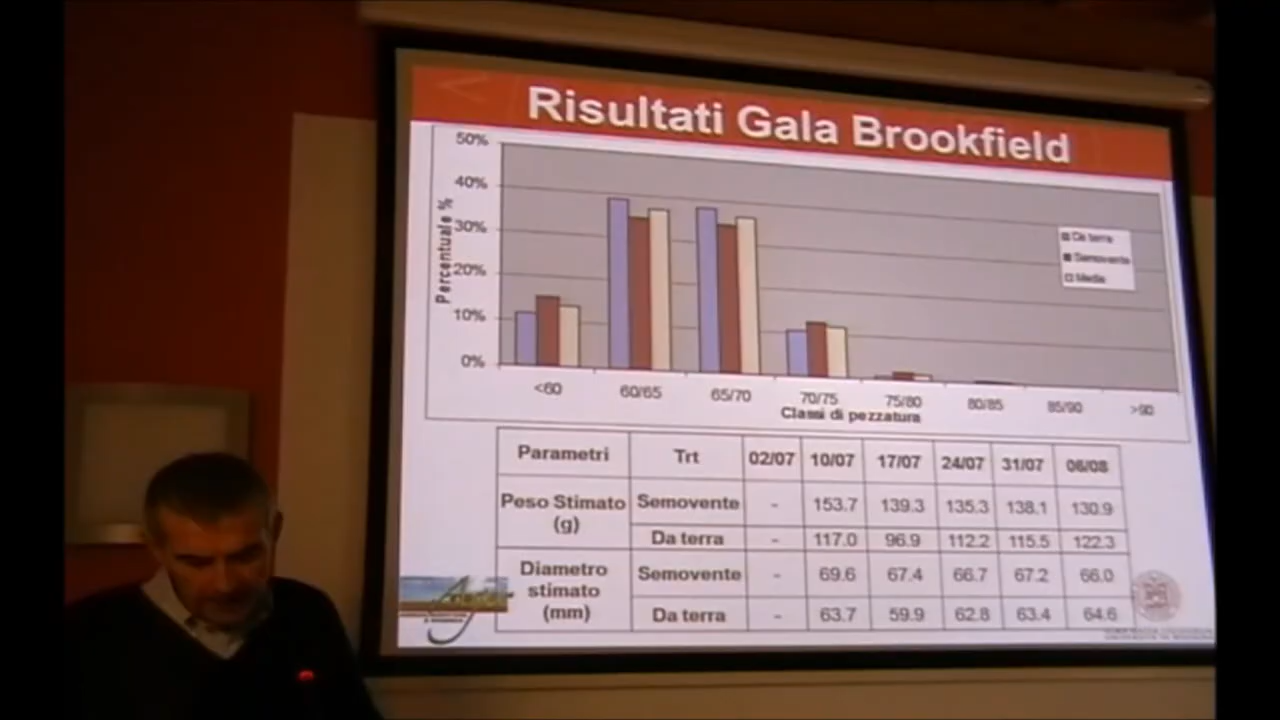 Risultati Gala Brookfield
50%
40%
30%
20%
10%
0%
Percentuale %
Da terra
Semovente
Media
<60 60/65 65/70 70/75 75/80 80/85 85/90 >90
Classi di pezzatura
Parametri Trt 02/07 10/07 17/07 24/07 31/07 06/08
Peso Stimato (g) Semovente - 153.7 139.3 135.3 138.1 130.9
Da terra - 117.0 96.9 112.2 115.5 122.3
Diametro stimato (mm) Semovente - 69.6 67.4 66.7 67.2 66.0
Da terra - 63.7 59.9 62.8 63.4 64.6